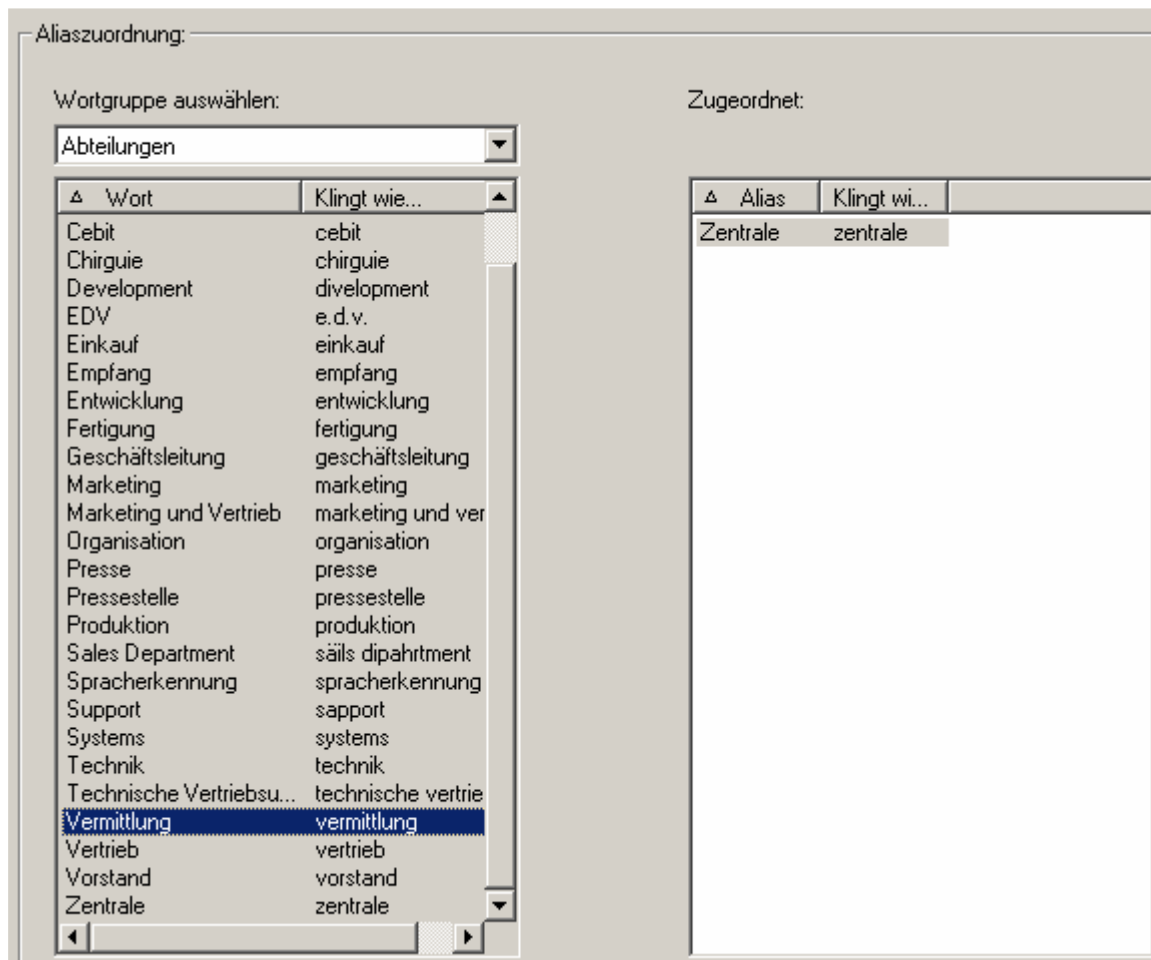 Aliaszuordnung:
Wortgruppe auswählen:
Abteilungen
Wort Klingt wie...
Cebit cebit
Chirguie chirguie
Development divelopment
EDV e.d.v.
Einkauf einkauf
Empfang empfang
Entwicklung entwicklung
Fertigung fertigung
Geschäftsleitung geschäftsleitung
Marketing marketing
Marketing und Vertrieb marketing und ver
Organisation organisation
Presse presse
Pressestelle pressestelle
Produktion produktion
Sales Department säils dipahrtment
Spracherkennung spracherkennung
Support sapport
Systems systems
Technik technik
Technische Vertriebsu... technische vertrie
Vermittlung vermittlung
Vertrieb vertrieb
Vorstand vorstand
Zentrale zentrale
Zugeordnet:
Alias Klingt wi...
Zentrale zentrale